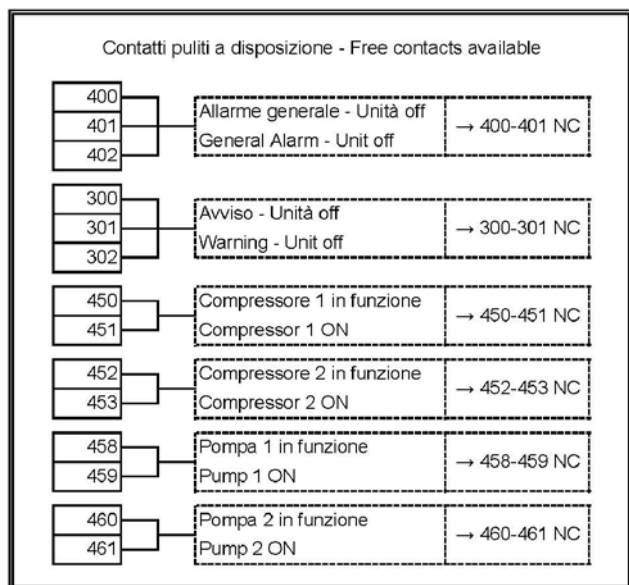 Contatti puliti a disposizione - Free contacts available
400
401
402
Allarme generale - Unità off
General Alarm - Unit off
→ 400-401 NC
300
301
302
Avviso - Unità off
Warning - Unit off
→ 300-301 NC
450
451
Compressore 1 in funzione
Compressor 1 ON
→ 450-451 NC
452
453
Compressore 2 in funzione
Compressor 2 ON
→ 452-453 NC
458
459
Pompa 1 in funzione
Pump 1 ON
→ 458-459 NC
460
461
Pompa 2 in funzione
Pump 2 ON
→ 460-461 NC